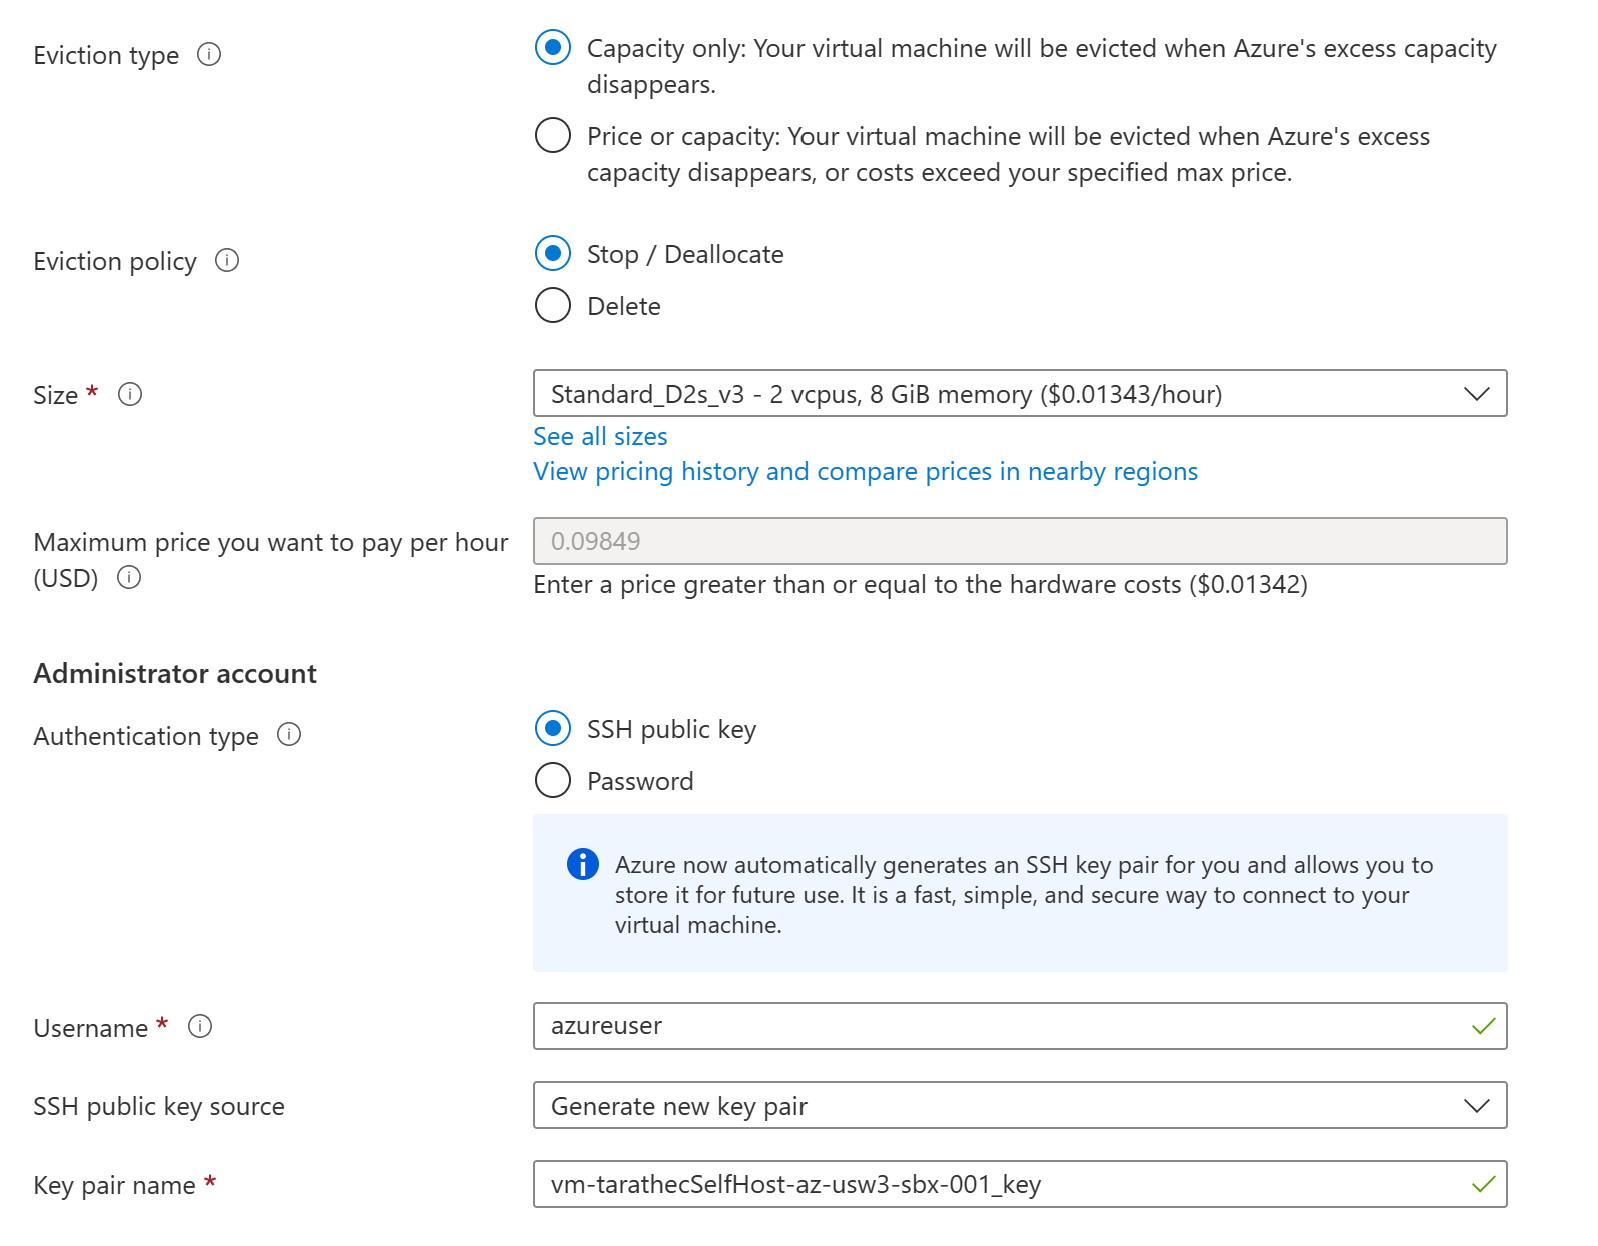 Eviction type
Capacity only: Your virtual machine will be evicted when Azure's excess capacity
disappears.
Price or capacity: Your virtual machine will be evicted when Azure's excess
capacity disappears, or costs exceed your specified max price.
Eviction policy
Stop / Deallocate
Delete
Size *
Standard_D2s_v3 - 2 vcpus, 8 GiB memory ($0.01343/hour)
See all sizes
View pricing history and compare prices in nearby regions
Maximum price you want to pay per hour
(USD)
0.09849
Enter a price greater than or equal to the hardware costs ($0.01342)
Administrator account
Authentication type
SSH public key
Password
Azure now automatically generates an SSH key pair for you and allows you to
store it for future use. It is a fast, simple, and secure way to connect to your
virtual machine.
Username *
azureuser
SSH public key source
Generate new key pair
Key pair name *
vm-tarathecSelfHost-az-usw3-sbx-001_key